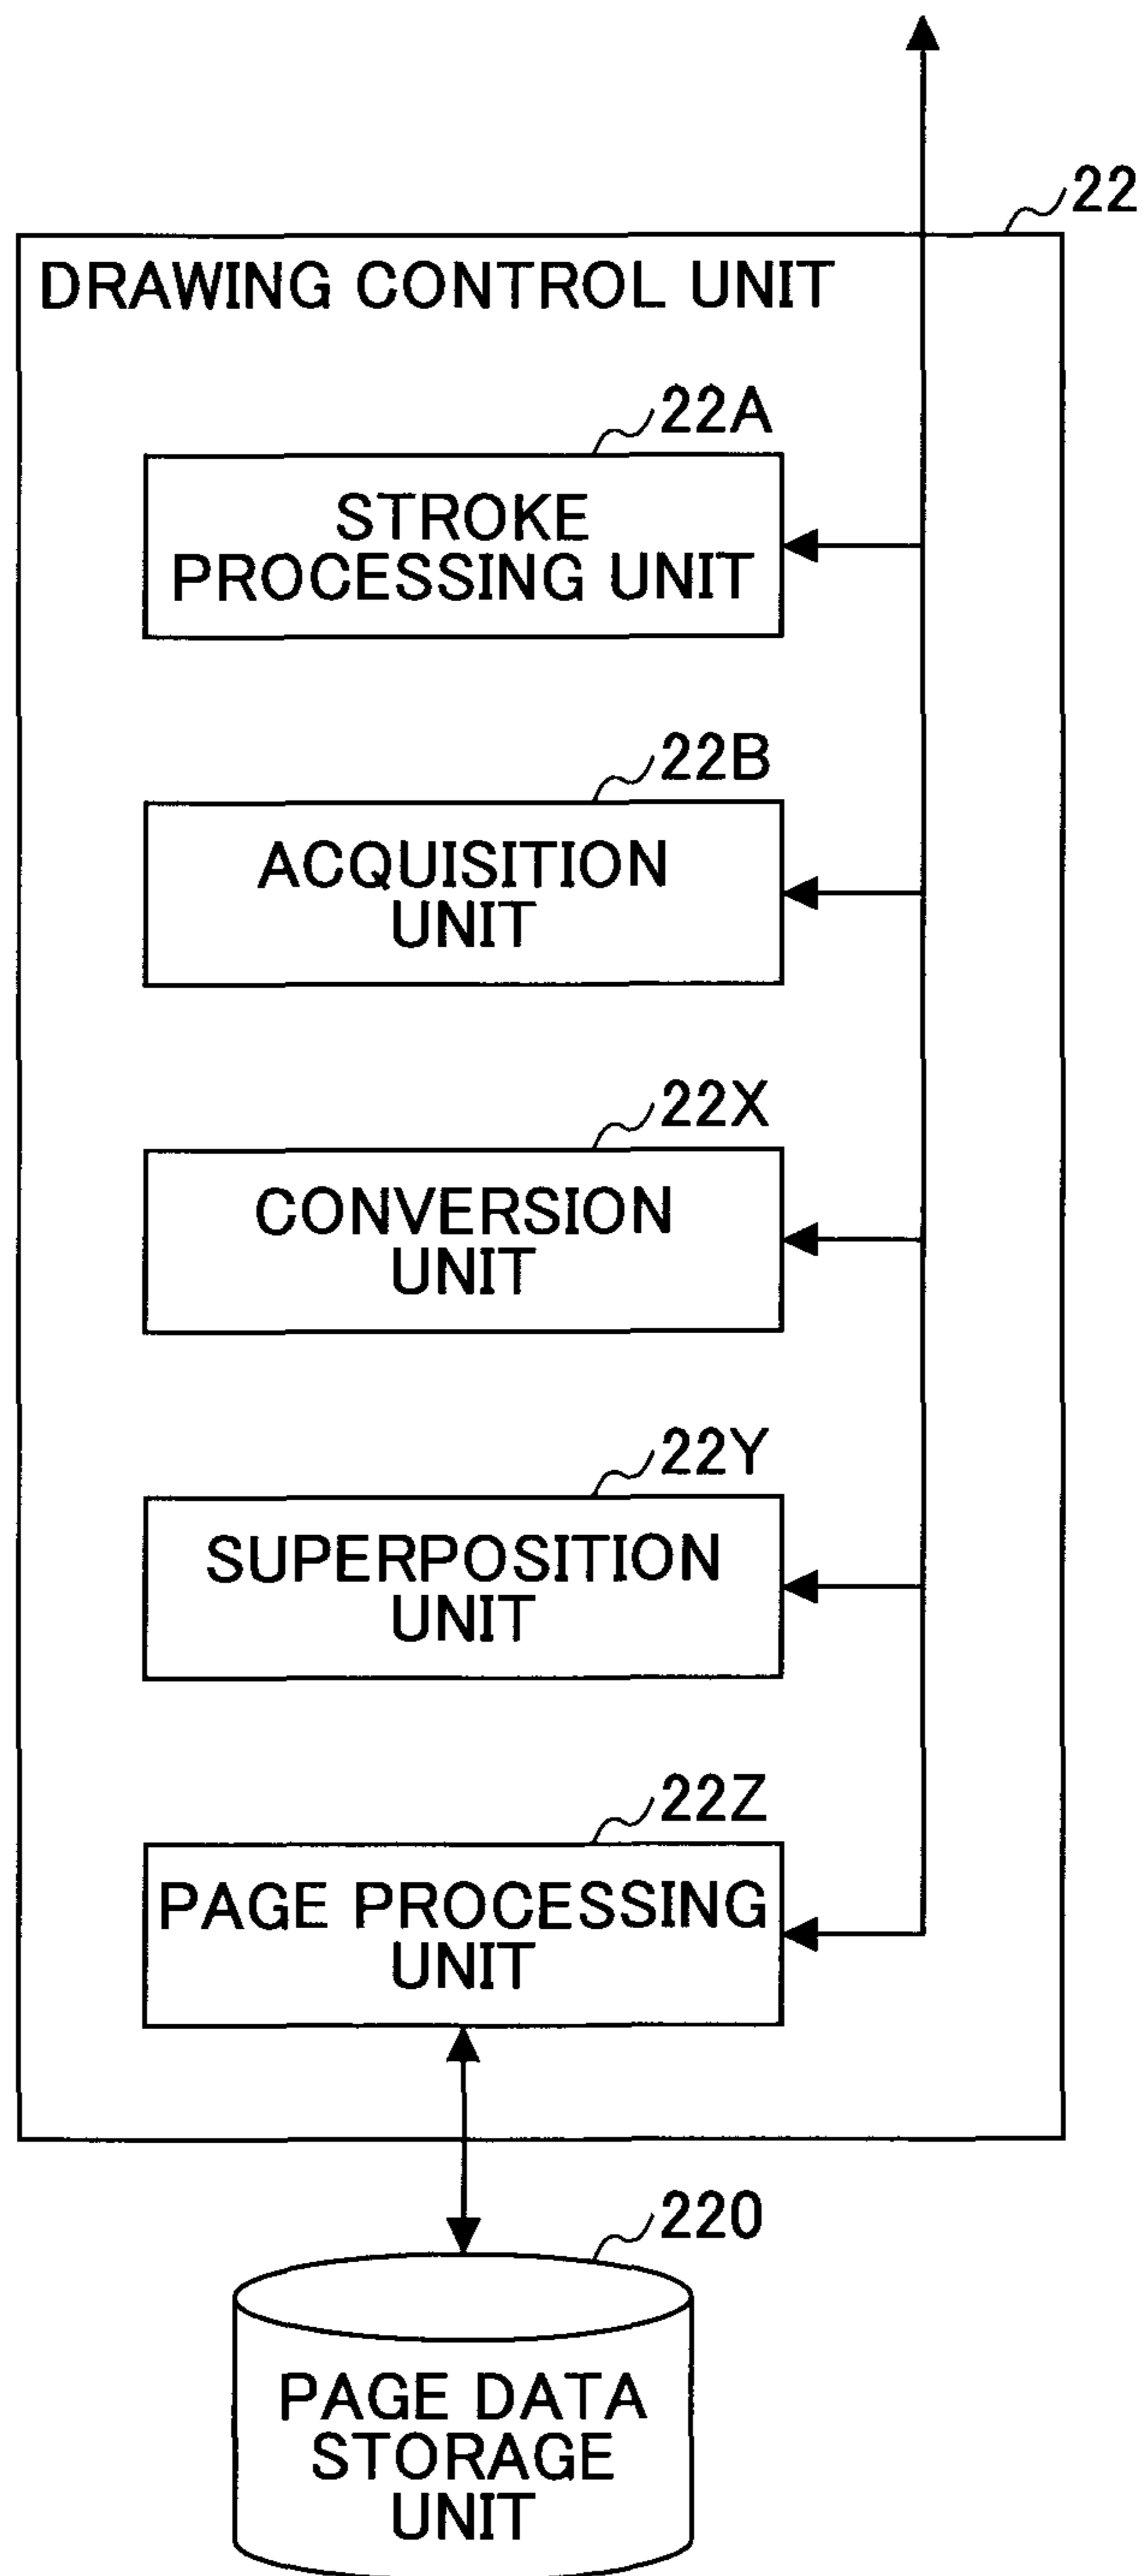 22
DRAWING CONTROL UNIT
22A
STROKE
PROCESSING UNIT
22B
ACQUISITION
UNIT
22X
CONVERSION
UNIT
22Y
SUPERPOSITION
UNIT
22Z
PAGE PROCESSING
UNIT
220
PAGE DATA
STORAGE
UNIT